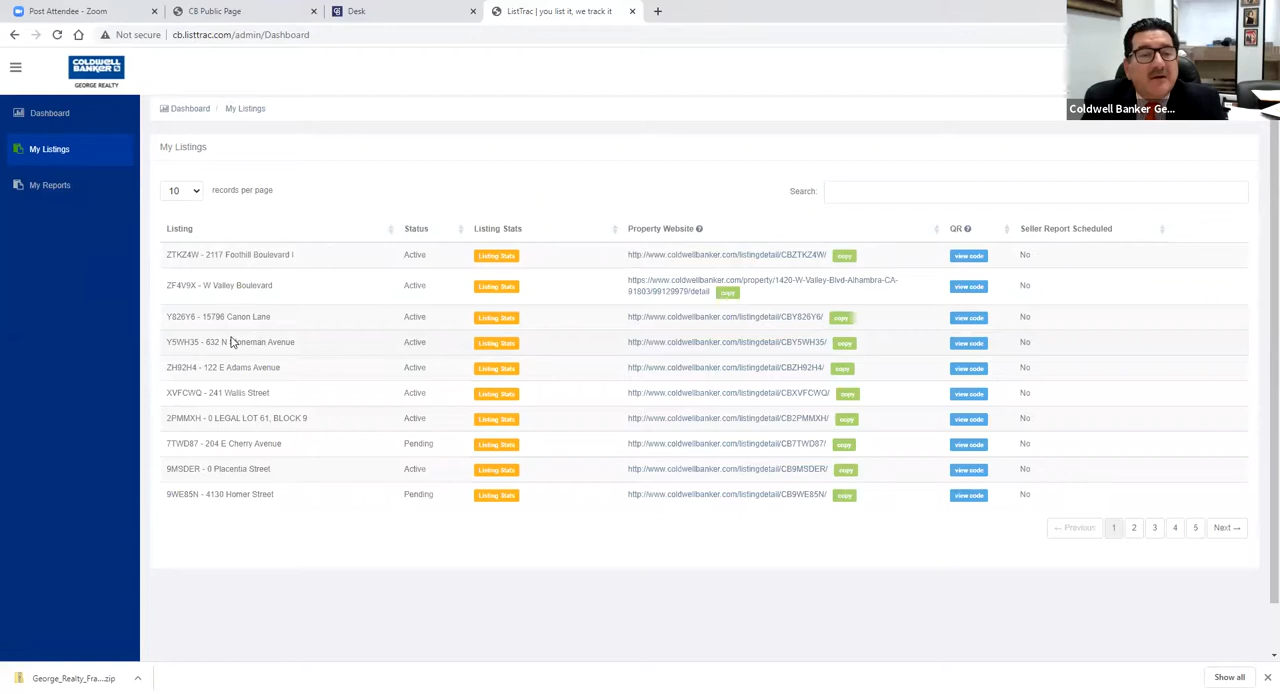 Post Attendee - Zoom
CB Public Page
Desk
ListTrac | you list it, we track it
Not secure
cb.listtrac.com/admin/Dashboard
COLDWELL BANKER
GEORGE REALTY
Coldwell Banker Ge...
Dashboard
My Listings
My Reports
Dashboard / My Listings
My Listings
10 records per page
Search:
Listing Status Listing Stats Property Website QR Seller Report Scheduled
ZTKZ4W - 2117 Foothill Boulevard I Active Listing Stats http://www.coldwellbanker.com/listingdetail/CBZTKZ4W/ copy view code No
ZF4V9X - W Valley Boulevard Active Listing Stats https://www.coldwellbanker.com/property/1420-W-Valley-Blvd-Alhambra-CA-
91803/99129979/detail copy view code No
Y826Y6 - 15796 Canon Lane Active Listing Stats http://www.coldwellbanker.com/listingdetail/CBY826Y6/ copy view code No
Y5WH35 - 632 N Active Listing Stats http://www.coldwellbanker.com/listingdetail/CBY5WH35/ copy view code No
ZH92H4 - 122 E Adams Avenue Active Listing Stats http://www.coldwellbanker.com/listingdetail/CBZH92H4/ copy view code No
XVFCWQ - 241 Wallis Street Active Listing Stats http://www.coldwellbanker.com/listingdetail/CBXVFCWQ/ copy view code No
2PMMXH - 0 LEGAL LOT 61, BLOCK 9 Active Listing Stats http://www.coldwellbanker.com/listingdetail/CB2PMMXH/ copy view code No
7TWD87 - 204 E Cherry Avenue Pending Listing Stats http://www.coldwellbanker.com/listingdetail/CB7TWD87/ copy view code No
9MSDER - 0 Placentia Street Active Listing Stats http://www.coldwellbanker.com/listingdetail/CB9MSDER/ copy view code No
9WE85N - 4130 Homer Street Pending Listing Stats http://www.coldwellbanker.com/listingdetail/CB9WE85N/ copy view code No
← Previous 1 2 3 4 5 Next →
George_Realty_Fra....zip
Show all